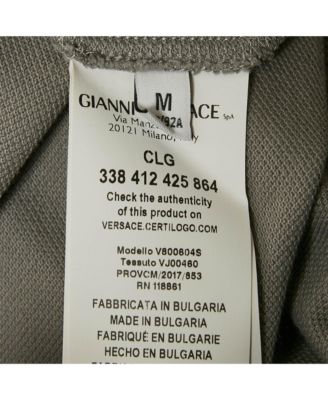 M
GIANNI ACE SpA
/92A
20121 Milano,
CLG
338 412 425 864
Check the authenticity
of this product on
VERSACE.CERTILOGO.COM
Modello V800604S
Tessuto VJ00460
PROVCM/2017/853
RN 118861
FABBRICATA IN BULGARIA
MADE IN BULGARIA
FABRIQUÉ EN BULGARIE
HECHO EN BULGARIA